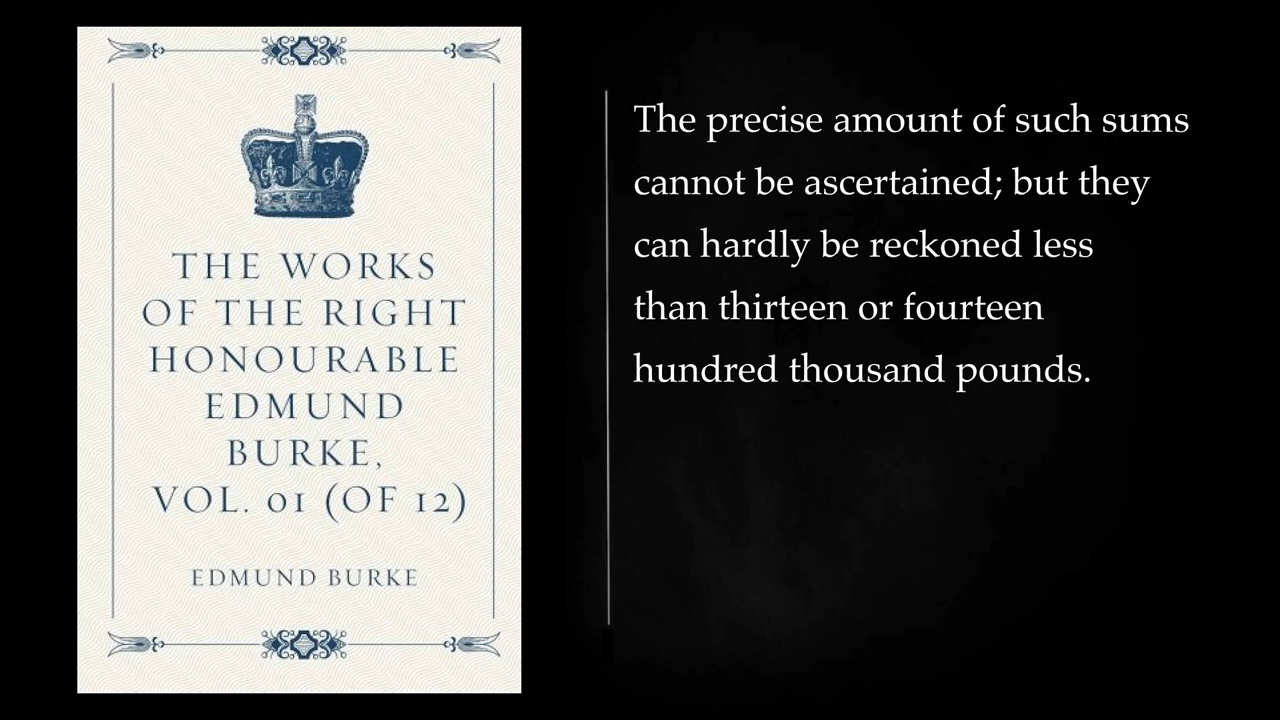 THE WORKS
OF THE RIGHT
HONOURABLE
EDMUND
BURKE,
VOL. 01 (OF 12)
EDMUND BURKE
The precise amount of such sums
cannot be ascertained; but they
can hardly be reckoned less
than thirteen or fourteen
hundred thousand pounds.